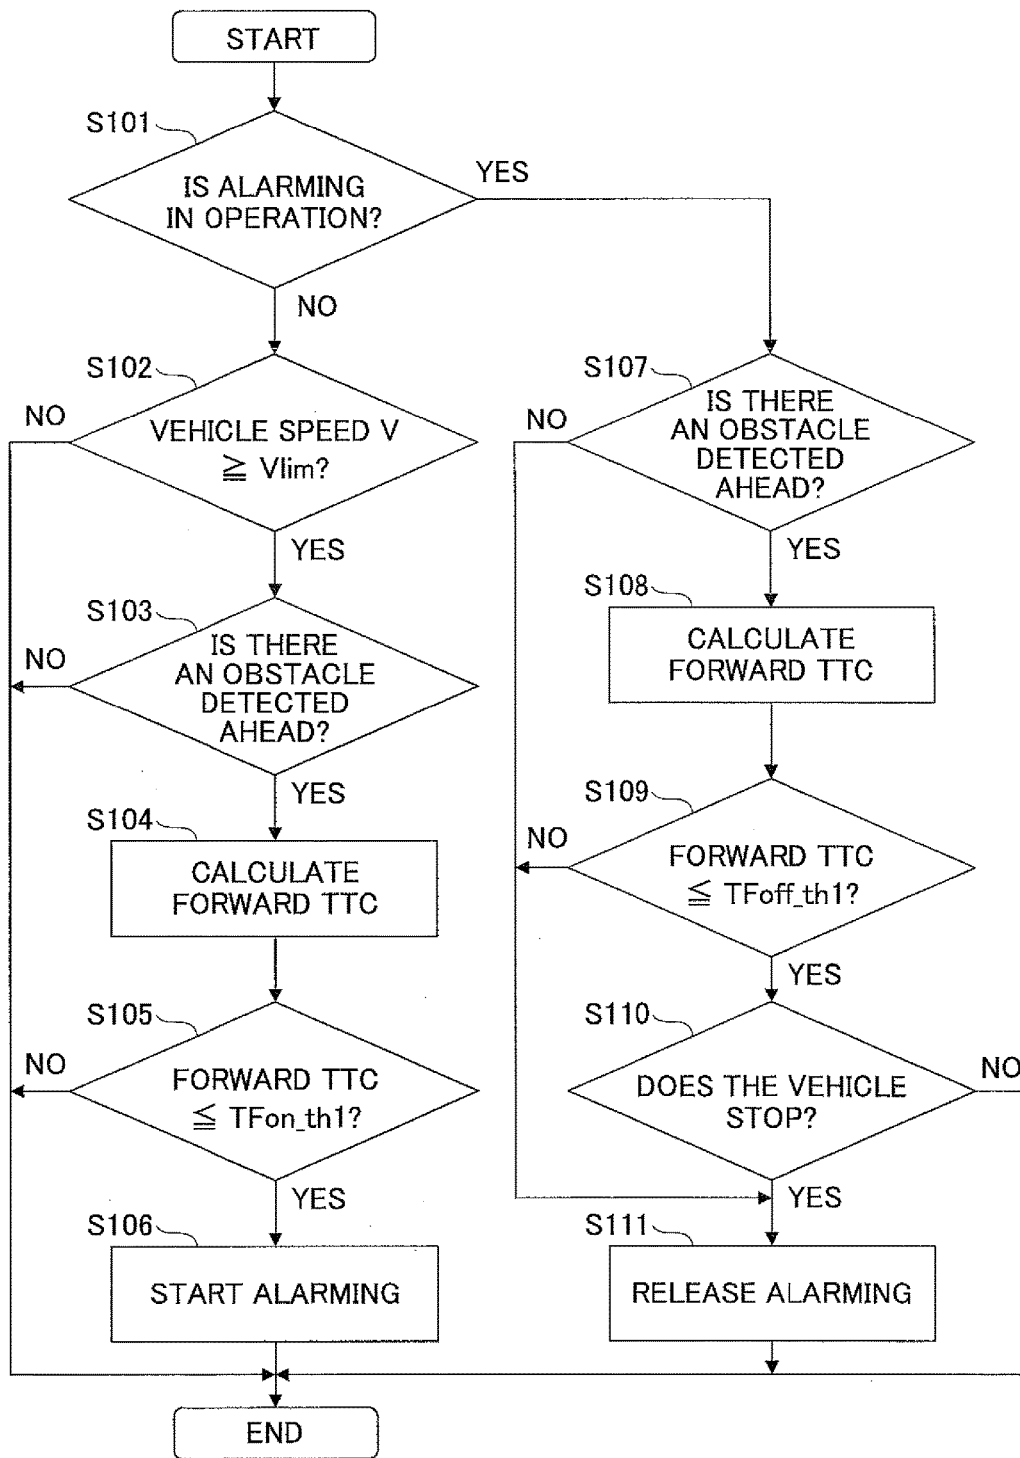 START
S101
IS ALARMING
IN OPERATION?
YES
NO
S102
NO
VEHICLE SPEED V
≧ Vlim?
YES
S103
NO
IS THERE
AN OBSTACLE
DETECTED
AHEAD?
YES
S104
CALCULATE
FORWARD TTC
S105
NO
FORWARD TTC
≦ TFon_th1?
YES
S106
START ALARMING
S107
NO
IS THERE
AN OBSTACLE
DETECTED
AHEAD?
YES
S108
CALCULATE
FORWARD TTC
S109
NO
FORWARD TTC
≦ TFoff_th1?
YES
S110
NO
DOES THE VEHICLE
STOP?
YES
S111
RELEASE ALARMING
END